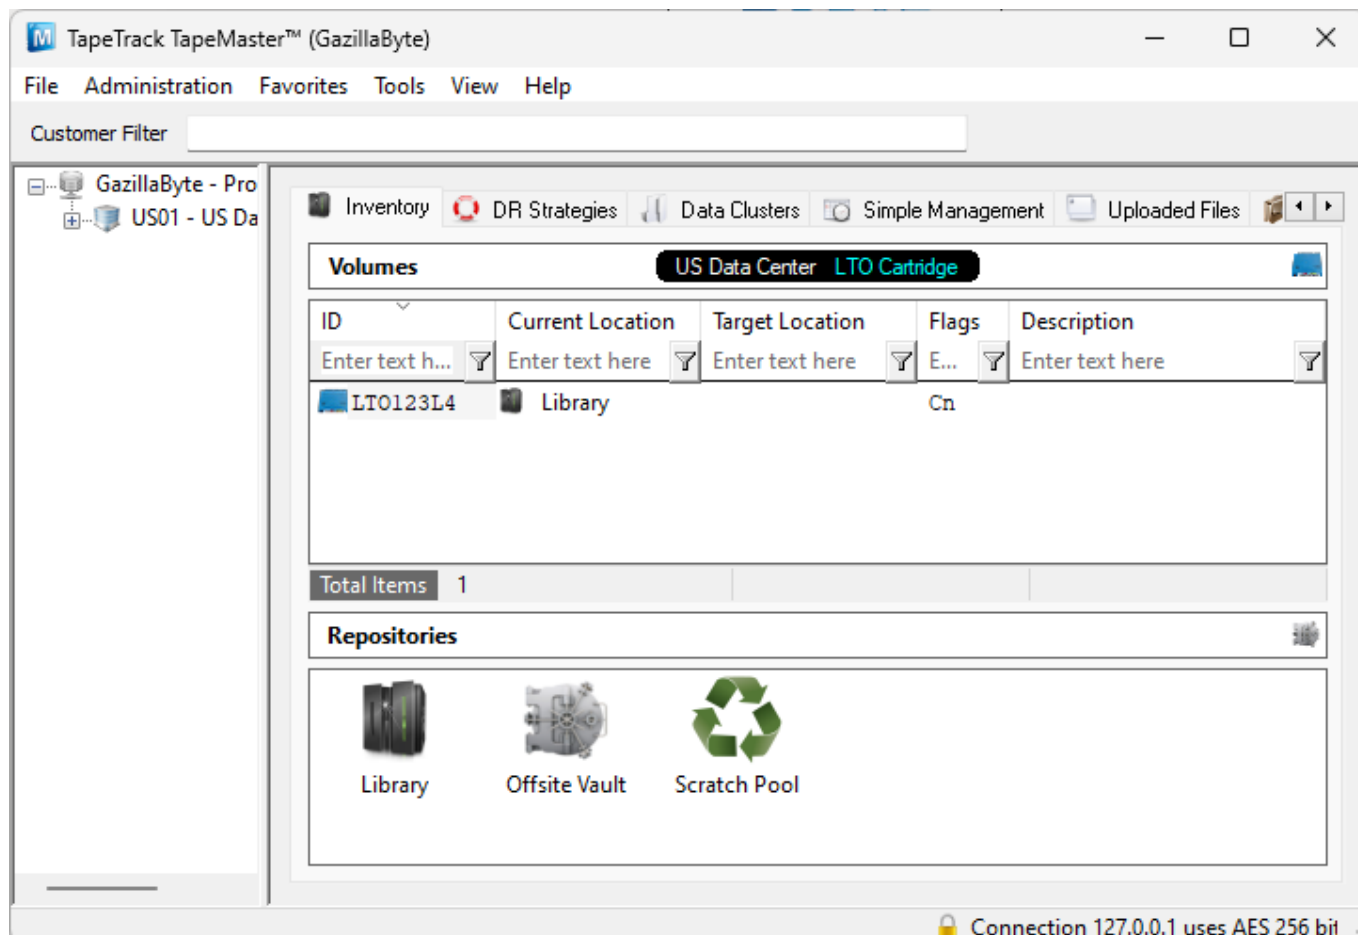 TapeTrack TapeMaster™ (GazillaByte)
File Administration Favorites Tools View Help
Customer Filter
GazillaByte - Pro
US01 - US Da
Inventory DR Strategies Data Clusters Simple Management Uploaded Files
Volumes US Data Center LTO Cartridge
ID Current Location Target Location Flags Description
Enter text h... Enter text here Enter text here E... Enter text here
LTO123L4 Library Cn
Total Items 1
Repositories
Library Offsite Vault Scratch Pool
Connection 127.0.0.1 uses AES 256 bit